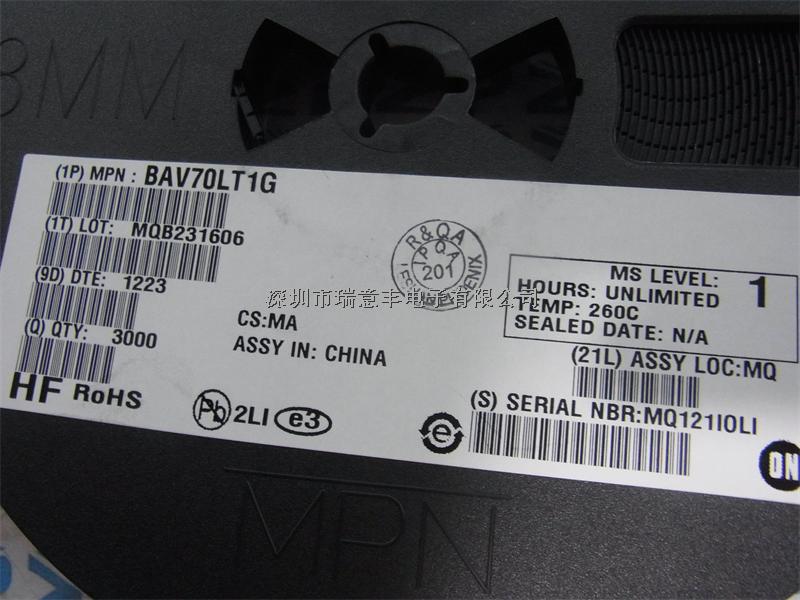 8MM
(1P) MPN : BAV70LT1G
(1T) LOT: MQB231606
(9D) DTE: 1223
(Q) QTY: 3000
HF RoHS
CS:MA
ASSY IN: CHINA
Pb 2LI e3
R&QA
IPQA
201
深圳市瑞意丰电子有限公司
MS LEVEL: 1
HOURS: UNLIMITED
TEMP: 260C
SEALED DATE: N/A
(21L) ASSY LOC:MQ
(S) SERIAL NBR:MQ121I0LI
e
ON
MPN